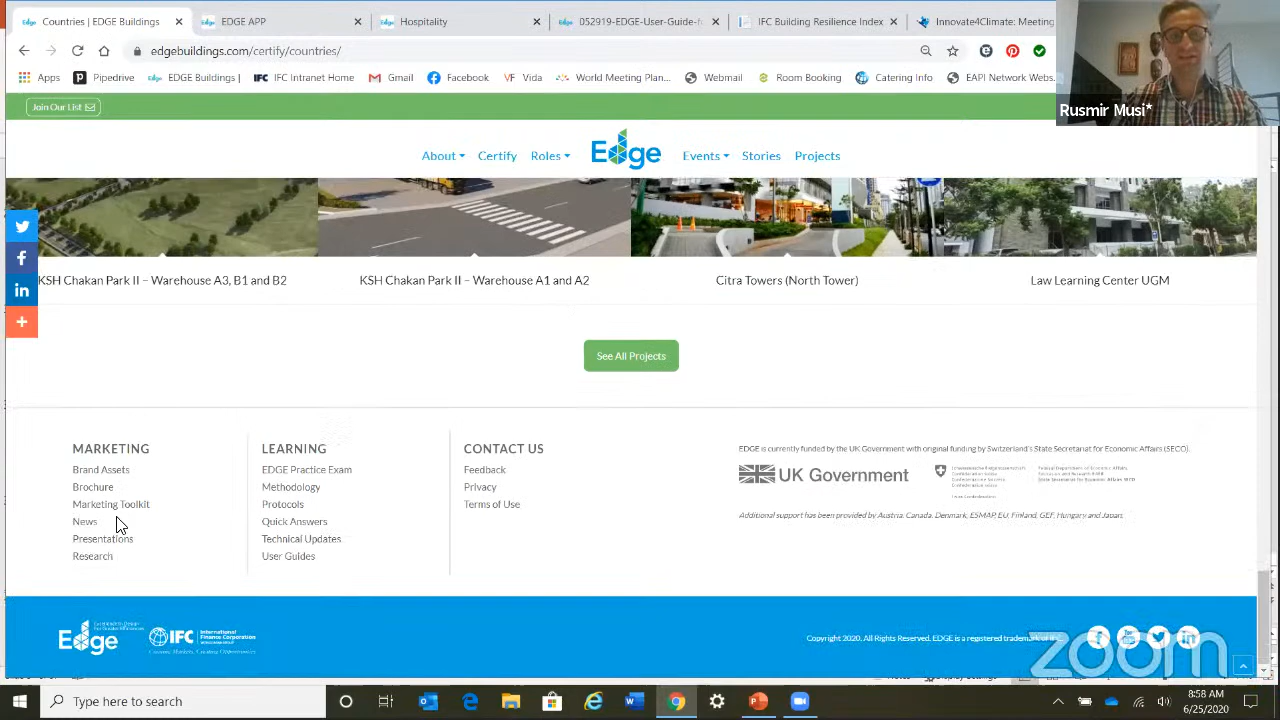 EDGE Buildings
EDGE APP
Hospitality
052919-EDGE-User-Guide-
IFC Building Resilience Index
Innovate4Climate Meeting
edgebuildings.com/certify/countries/
Apps
Pipedrive
EDGE Buildings |
IFC Intranet Home
Gmail
Facebook
Vida
World Meeting Plan...
Webmail
Room Booking
Catering Info
EAPI Network Webs.
Rusmir Musi*
Join Our List
About
Certify
Roles
Edge
Events
Stories
Projects
KSH Chakan Park II – Warehouse A3, B1 and B2
KSH Chakan Park II – Warehouse A1 and A2
Citra Towers (North Tower)
Law Learning Center UGM
See All Projects
MARKETING
Brand Assets
Brochure
Marketing Toolkit
News
Presentations
Research
LEARNING
EDGE Practice Exam
Methodology
Protocols
Quick Answers
Technical Updates
User Guides
CONTACT US
Feedback
Privacy
Terms of Use
EDGE is currently funded by the UK Government with original funding by Switzerland's State Secretariat for Economic Affairs (SECO).
UK Government
Additional support has been provided by Austria, Canada, Denmark, ESMAP, EU, Finland, GEF, Hungary and Japan.
Edge
IFC International
Finance Corporation
WORLD BANK GROUP
Creating Markets, Creating Opportunities
Copyright 2020. All Rights Reserved. EDGE is a registered trademark of IFC.
zoom
Type here to search
8:58 AM
6/25/2020